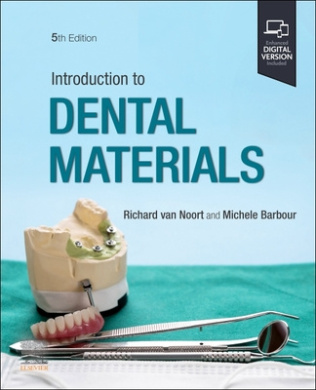 5th Edition
Enhanced
DIGITAL
VERSION
Included
Introduction to
DENTAL
MATERIALS
Richard van Noort and Michele Barbour
ELSEVIER